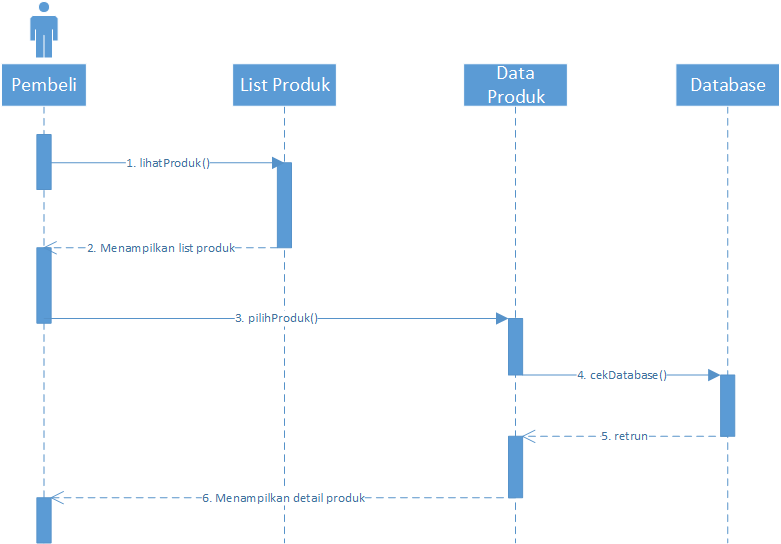 Pembeli
List Produk
Data
Produk
Database
1. lihatProduk()
2. Menampilkan list produk
3. pilihProduk()
4. cekDatabase()
5. retrun
6. Menampilkan detail produk